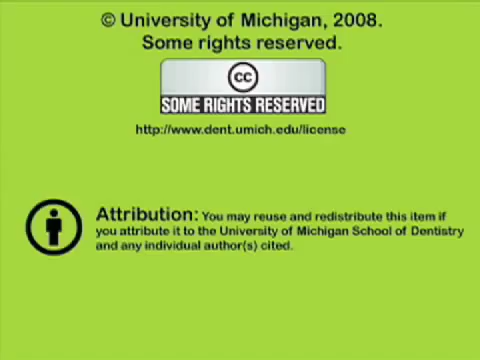 © University of Michigan, 2008.
Some rights reserved.
cc
SOME RIGHTS RESERVED
http://www.dent.umich.edu/license
Attribution: You may reuse and redistribute this item if
you attribute it to the University of Michigan School of Dentistry
and any individual author(s) cited.